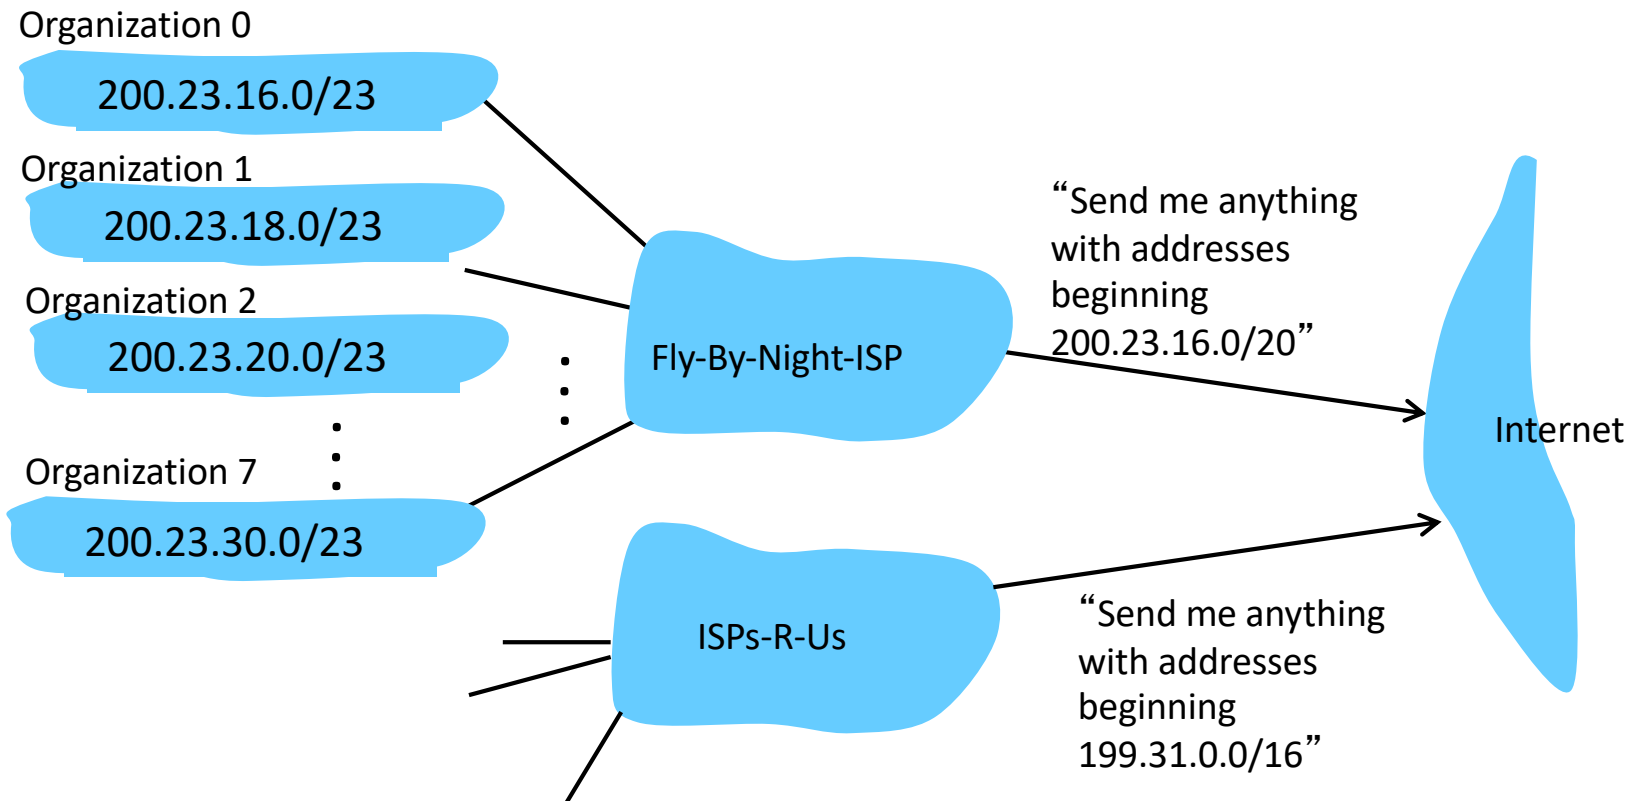 Organization 0
200.23.16.0/23
Organization 1
200.23.18.0/23
Organization 2
200.23.20.0/23
Organization 7
200.23.30.0/23
Fly-By-Night-ISP
“Send me anything
with addresses
beginning
200.23.16.0/20”
Internet
ISPs-R-Us
“Send me anything
with addresses
beginning
199.31.0.0/16”